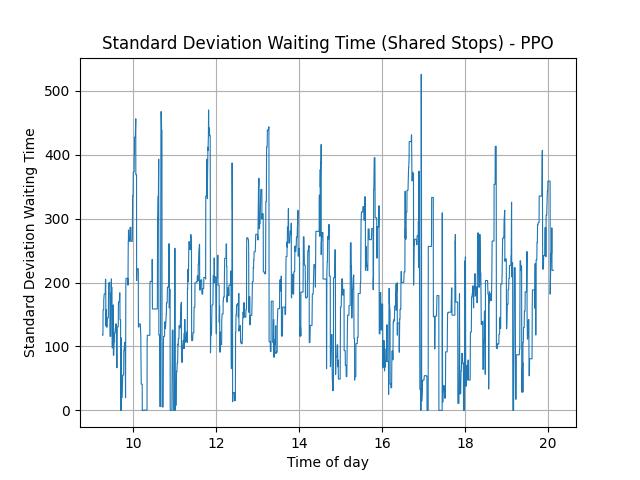 Standard Deviation Waiting Time (Shared Stops) - PPO
Standard Deviation Waiting Time
500
400
300
200
100
0
10 12 14 16 18 20
Time of day